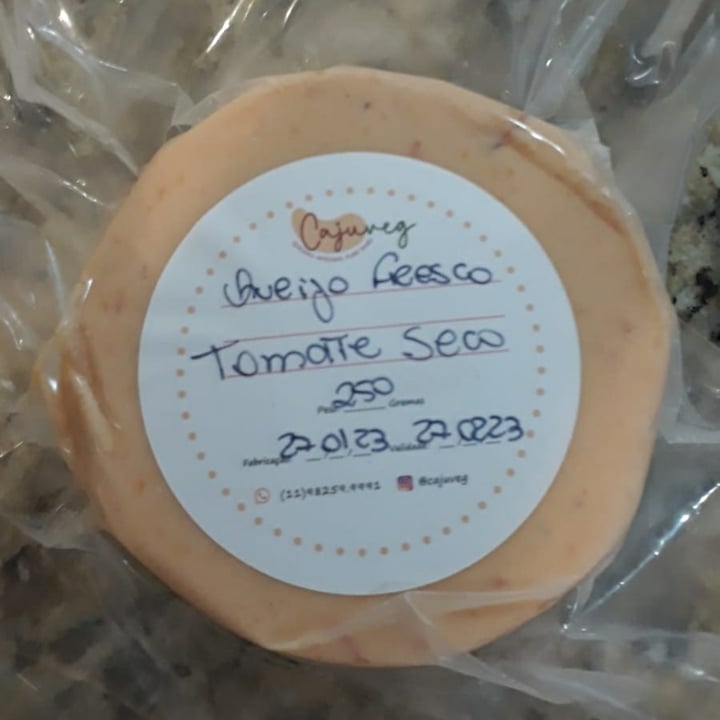 Cajuveg
Queijo fresco
Tomate Seco
Peso 250 Gramas
Fabricação 27 01 23 Validade 27 02 23
(11)98259.9991 @cajuveg